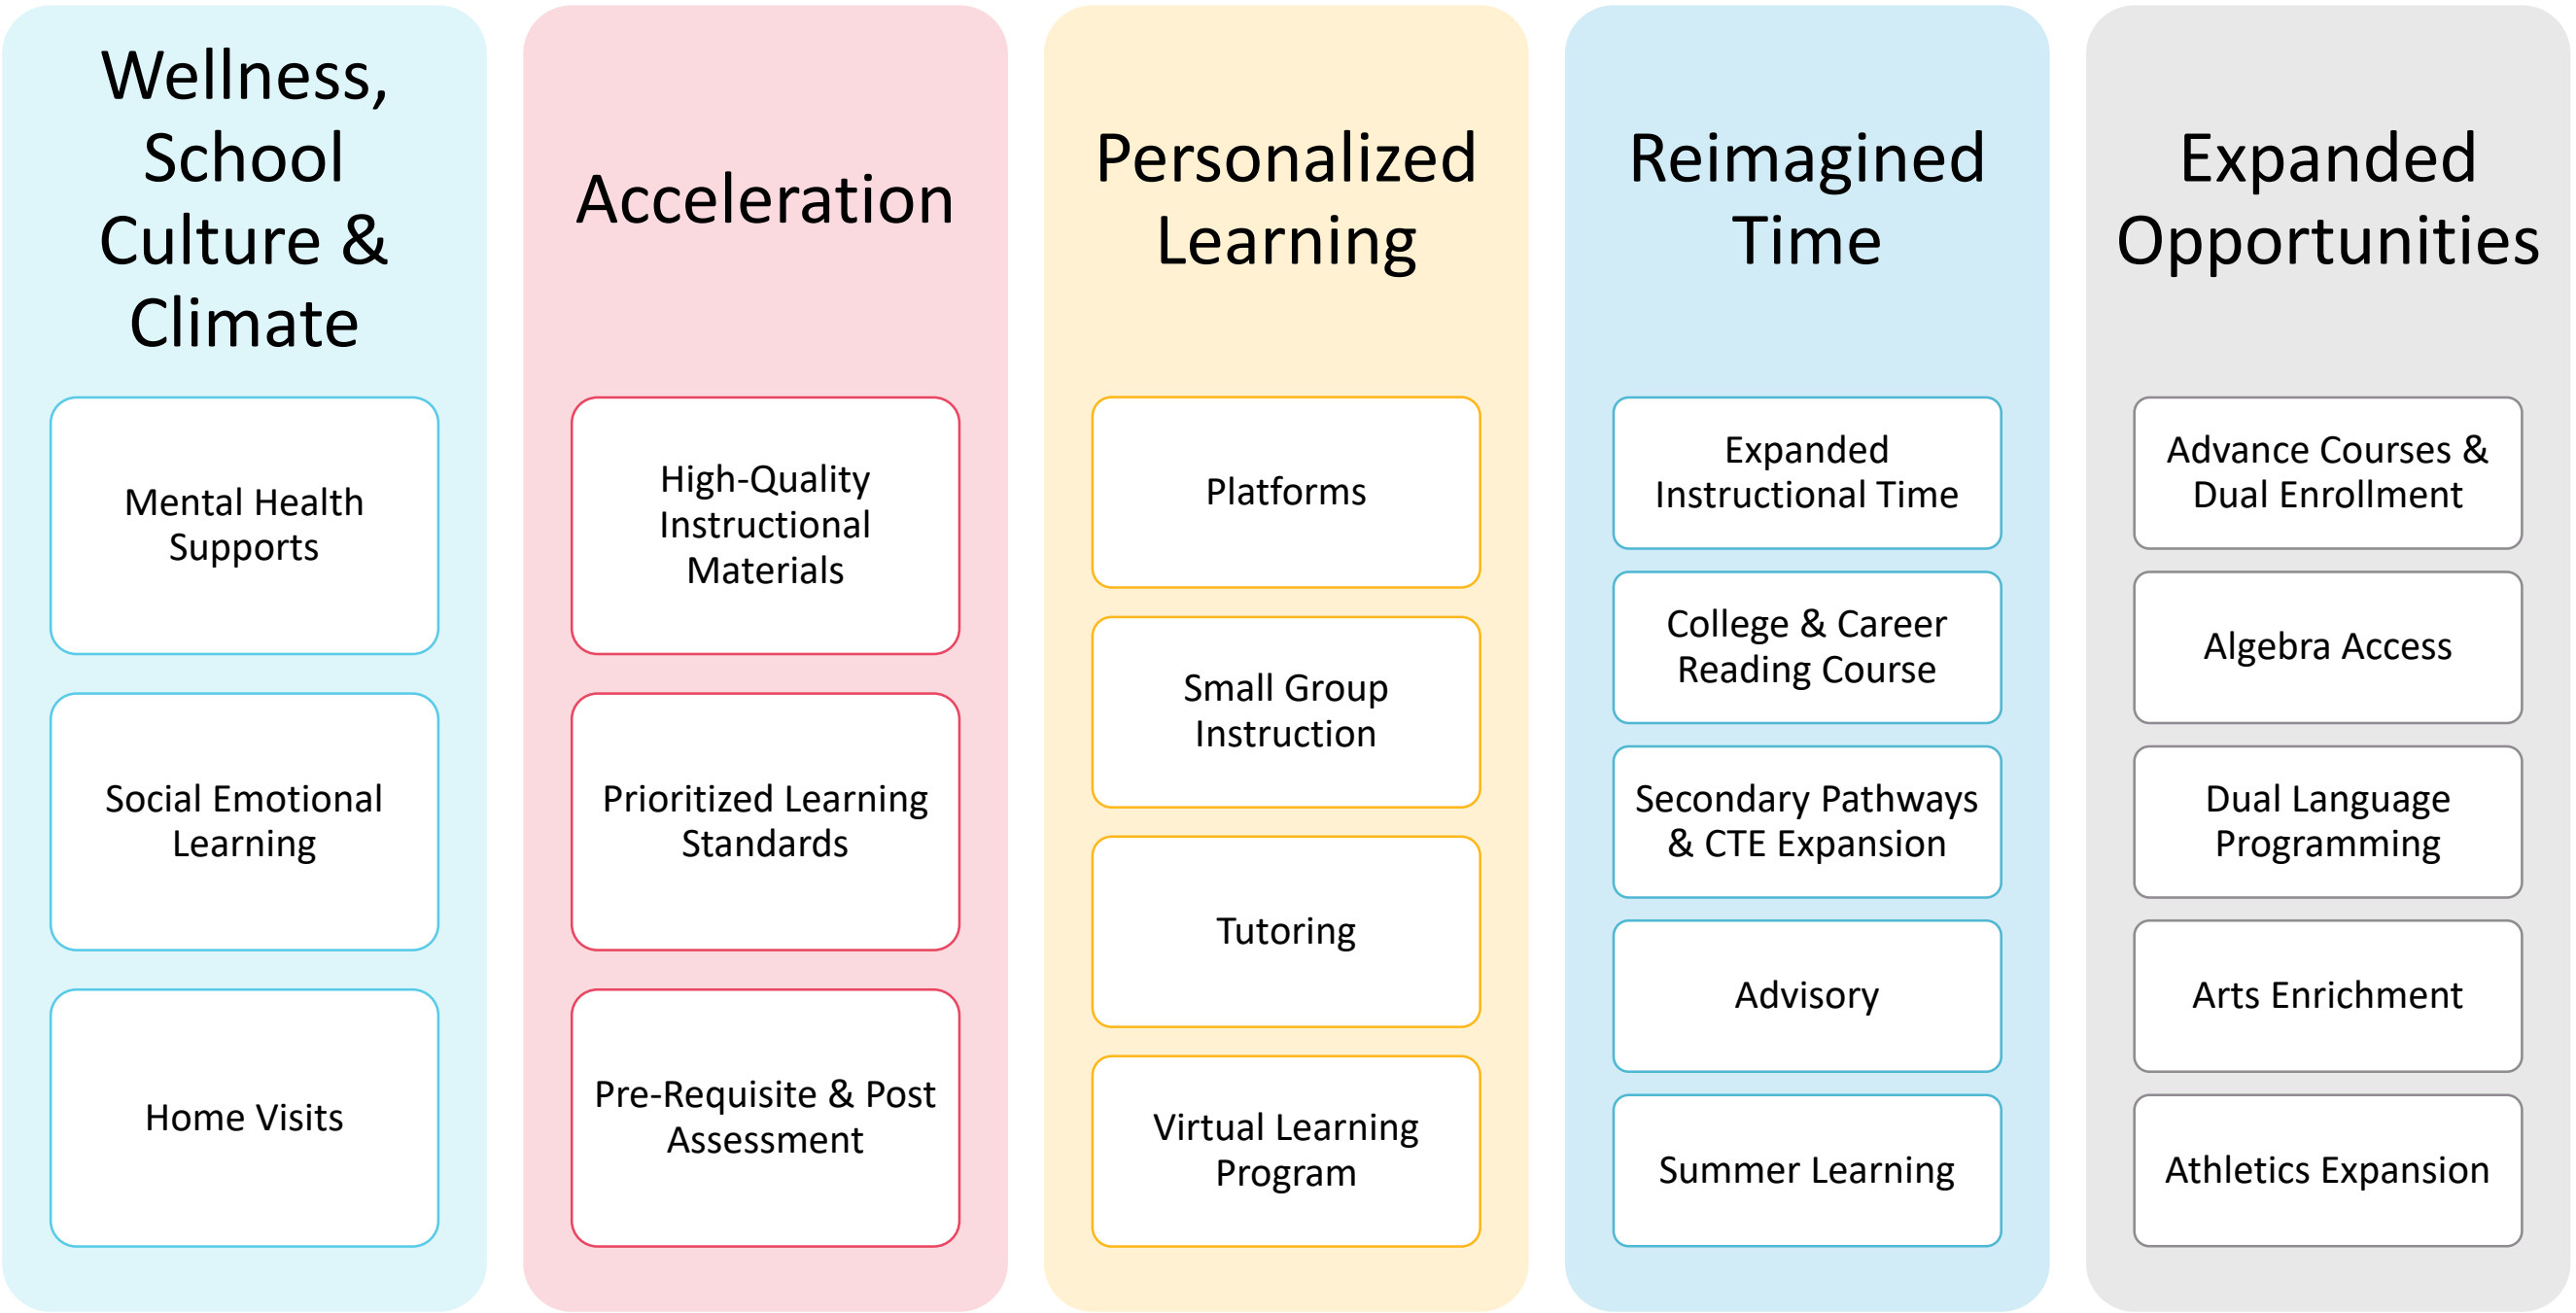 Wellness,
School
Culture &
Climate
Mental Health
Supports
Social Emotional
Learning
Home Visits
Acceleration
High-Quality
Instructional
Materials
Prioritized Learning
Standards
Pre-Requisite & Post
Assessment
Personalized
Learning
Platforms
Small Group
Instruction
Tutoring
Virtual Learning
Program
Reimagined
Time
Expanded
Instructional Time
College & Career
Reading Course
Secondary Pathways
& CTE Expansion
Advisory
Summer Learning
Expanded
Opportunities
Advance Courses &
Dual Enrollment
Algebra Access
Dual Language
Programming
Arts Enrichment
Athletics Expansion